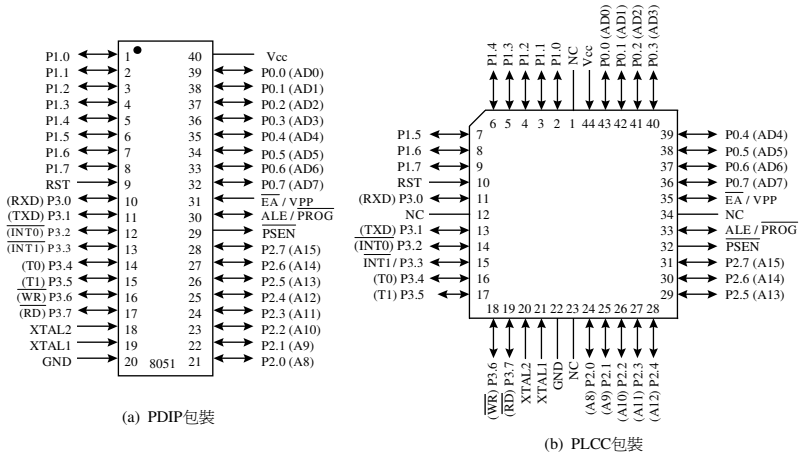 P1.0 1 40 Vcc
P1.1 2 39 P0.0 (AD0)
P1.2 3 38 P0.1 (AD1)
P1.3 4 37 P0.2 (AD2)
P1.4 5 36 P0.3 (AD3)
P1.5 6 35 P0.4 (AD4)
P1.6 7 34 P0.5 (AD5)
P1.7 8 33 P0.6 (AD6)
RST 9 32 P0.7 (AD7)
(RXD) P3.0 10 31 EA / VPP
(TXD) P3.1 11 30 ALE / PROG
(INT0) P3.2 12 29 PSEN
(INT1) P3.3 13 28 P2.7 (A15)
(T0) P3.4 14 27 P2.6 (A14)
(T1) P3.5 15 26 P2.5 (A13)
(WR) P3.6 16 25 P2.4 (A12)
(RD) P3.7 17 24 P2.3 (A11)
XTAL2 18 23 P2.2 (A10)
XTAL1 19 22 P2.1 (A9)
GND 20 8051 21 P2.0 (A8)
(a) PDIP包裝
P1.4 P1.3 P1.2 P1.1 P1.0 NC Vcc P0.0 (AD0) P0.1 (AD1) P0.2 (AD2) P0.3 (AD3)
6 5 4 3 2 1 44 43 42 41 40
P1.5 7 39 P0.4 (AD4)
P1.6 8 38 P0.5 (AD5)
P1.7 9 37 P0.6 (AD6)
RST 10 36 P0.7 (AD7)
(RXD) P3.0 11 35 EA / VPP
NC 12 34 NC
(TXD) P3.1 13 33 ALE / PROG
(INT0) P3.2 14 32 PSEN
INT1 / P3.3 15 31 P2.7 (A15)
(T0) P3.4 16 30 P2.6 (A14)
(T1) P3.5 17 29 P2.5 (A13)
18 19 20 21 22 23 24 25 26 27 28
(WR) P3.6 (RD) P3.7 XTAL2 XTAL1 GND NC (A8) P2.0 (A9) P2.1 (A10) P2.2 (A11) P2.3 (A12) P2.4
(b) PLCC包裝